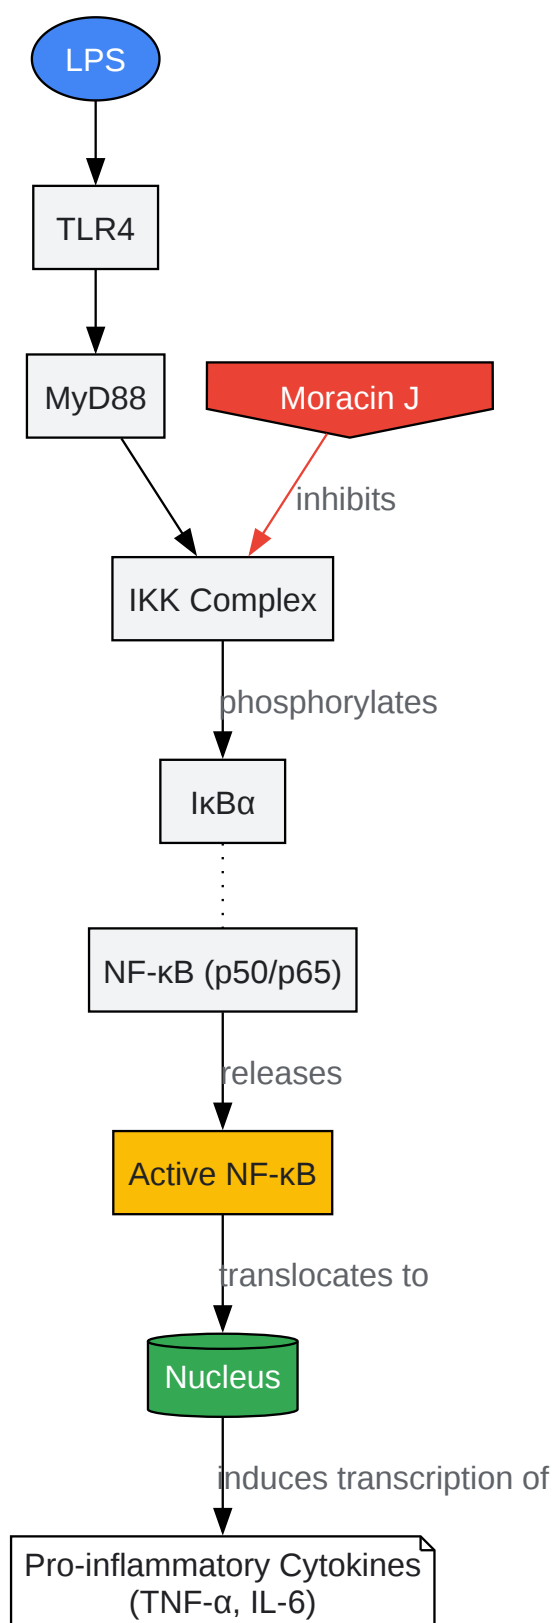 LPS
TLR4
MyD88
Moracin J
inhibits
IKK Complex
phosphorylates
IκBα
NF-κB (p50/p65)
releases
Active NF-κB
translocates to
Nucleus
induces transcription of
Pro-inflammatory Cytokines
(TNF-α, IL-6)